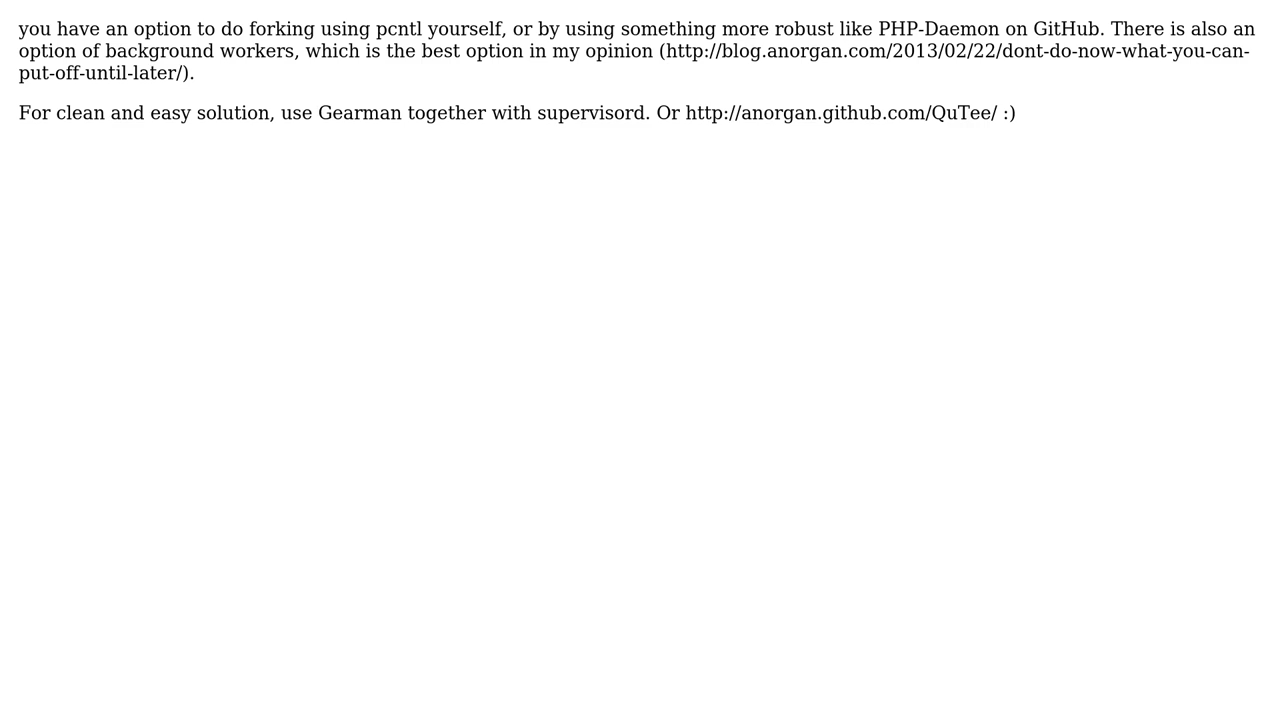 you have an option to do forking using pcntl yourself, or by using something more robust like PHP-Daemon on GitHub. There is also an
option of background workers, which is the best option in my opinion (http://blog.anorgan.com/2013/02/22/dont-do-now-what-you-can-
put-off-until-later/).
For clean and easy solution, use Gearman together with supervisord. Or http://anorgan.github.com/QuTee/ :)